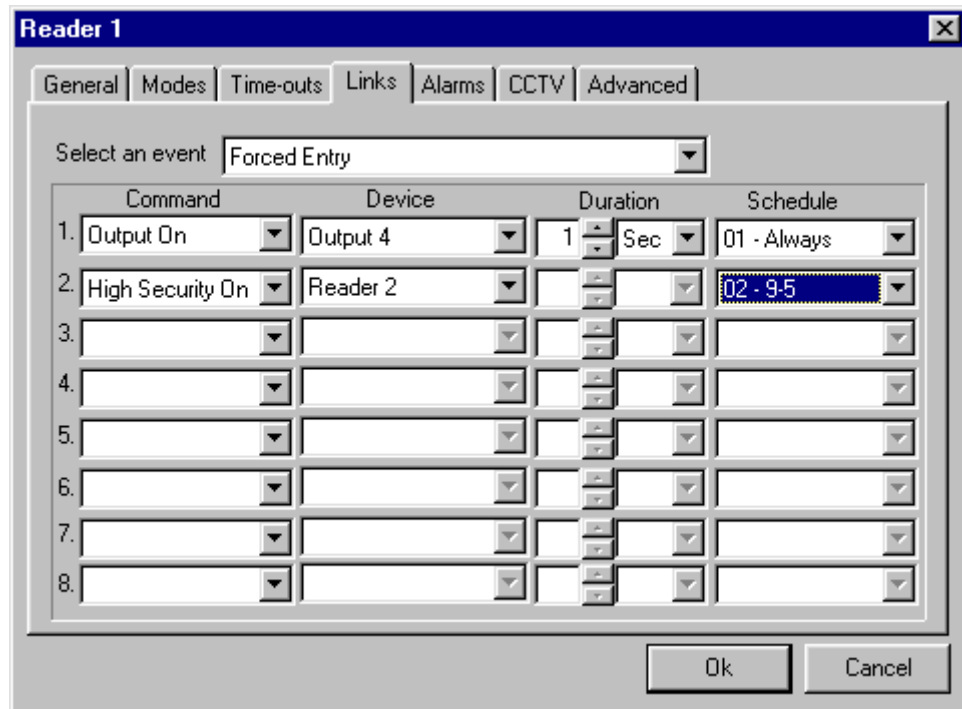 Reader 1
General Modes Time-outs Links Alarms CCTV Advanced
Select an event Forced Entry
Command Device Duration Schedule
1. Output On Output 4 1 Sec 01 - Always
2. High Security On Reader 2 02 - 9-5
3.
4.
5.
6.
7.
8.
Ok Cancel